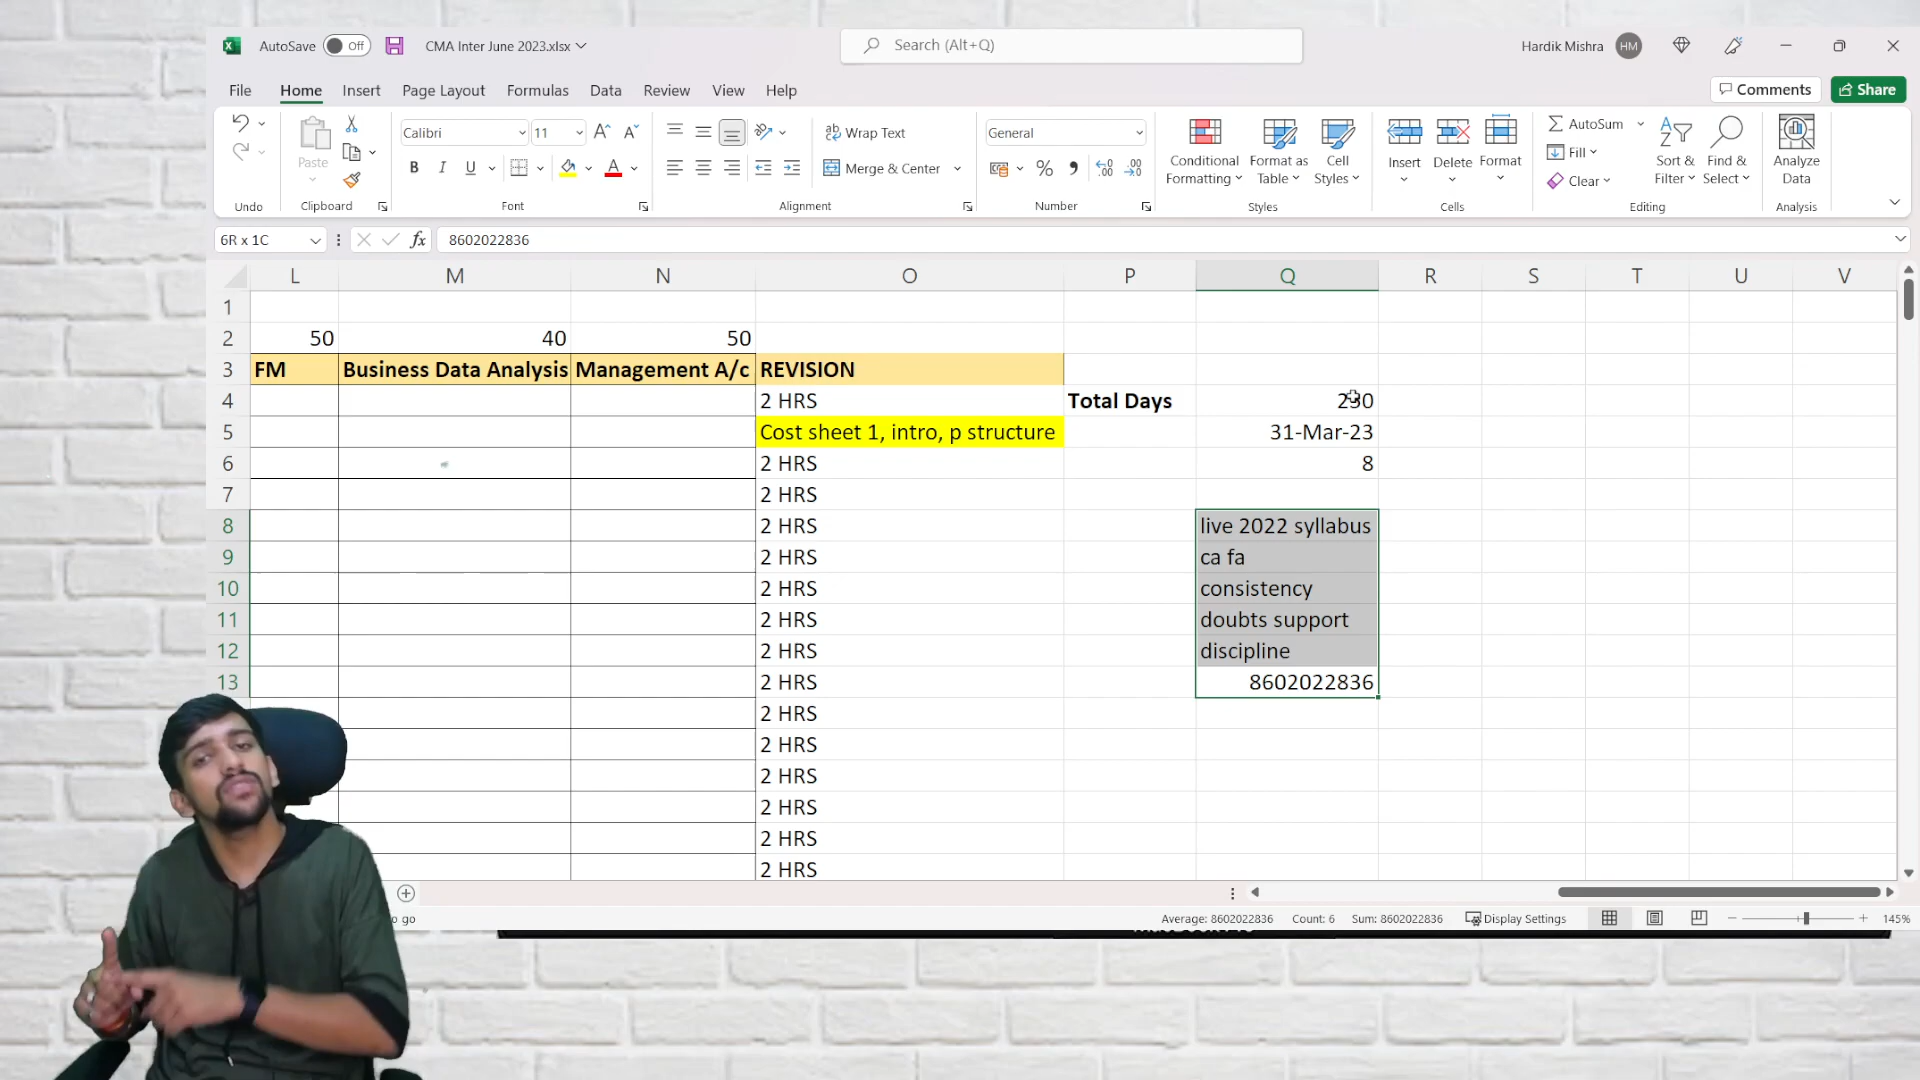 AutoSave Off CMA Inter June 2023.xlsx Search (Alt+Q) Hardik Mishra HM
File Home Insert Page Layout Formulas Data Review View Help Comments Share
Paste Calibri 11 Wrap Text General Conditional Formatting Format as Table Cell Styles Insert Delete Format AutoSum Fill Clear Sort & Filter Find & Select Analyze Data
B I U A Merge & Center %
Undo Clipboard Font Alignment Number Styles Cells Editing Analysis
6R x 1C fx 8602022836
L M N O P Q R S T U V
1
2 50 40 50
3 FM Business Data Analysis Management A/c REVISION
4 2 HRS Total Days 230
5 Cost sheet 1, intro, p structure 31-Mar-23
6 2 HRS 8
7 2 HRS
8 2 HRS live 2022 syllabus
9 2 HRS ca fa
10 2 HRS consistency
11 2 HRS doubts support
12 2 HRS discipline
13 2 HRS 8602022836
2 HRS
2 HRS
2 HRS
2 HRS
2 HRS
2 HRS
o go Average: 8602022836 Count: 6 Sum: 8602022836 Display Settings 145%